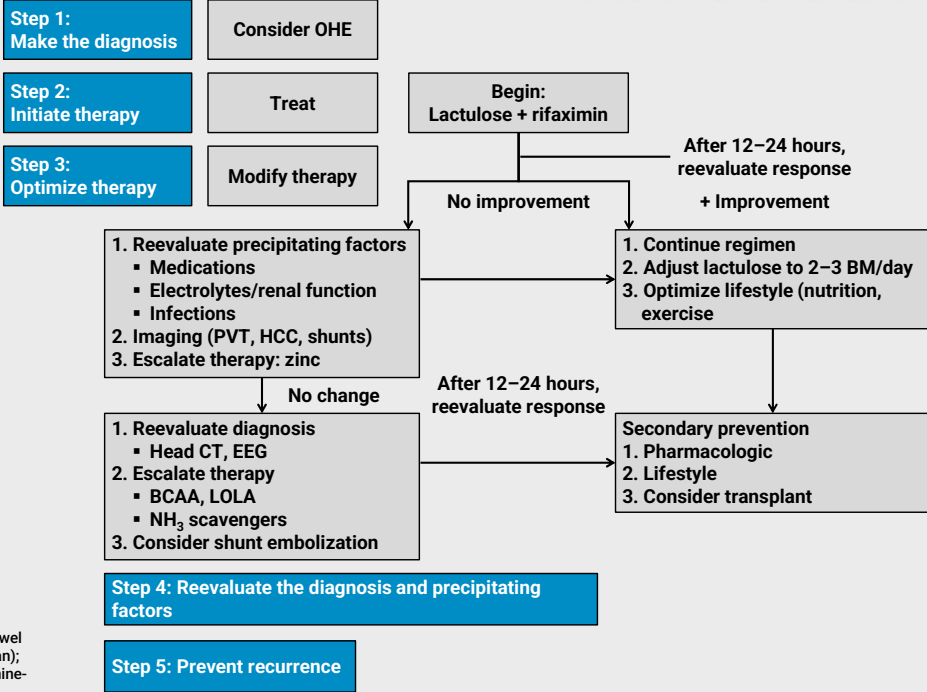 Step 1:
Make the diagnosis
Consider OHE
Step 2:
Initiate therapy
Treat
Begin:
Lactulose + rifaximin
Step 3:
Optimize therapy
Modify therapy
After 12–24 hours,
reevaluate response
No improvement
+ Improvement
1. Reevaluate precipitating factors
▪ Medications
▪ Electrolytes/renal function
▪ Infections
2. Imaging (PVT, HCC, shunts)
3. Escalate therapy: zinc
1. Continue regimen
2. Adjust lactulose to 2–3 BM/day
3. Optimize lifestyle (nutrition,
exercise
No change
After 12–24 hours,
reevaluate response
1. Reevaluate diagnosis
▪ Head CT, EEG
2. Escalate therapy
▪ BCAA, LOLA
▪ NH3 scavengers
3. Consider shunt embolization
Secondary prevention
1. Pharmacologic
2. Lifestyle
3. Consider transplant
Step 4: Reevaluate the diagnosis and precipitating
factors
Step 5: Prevent recurrence
wel
an);
ine-